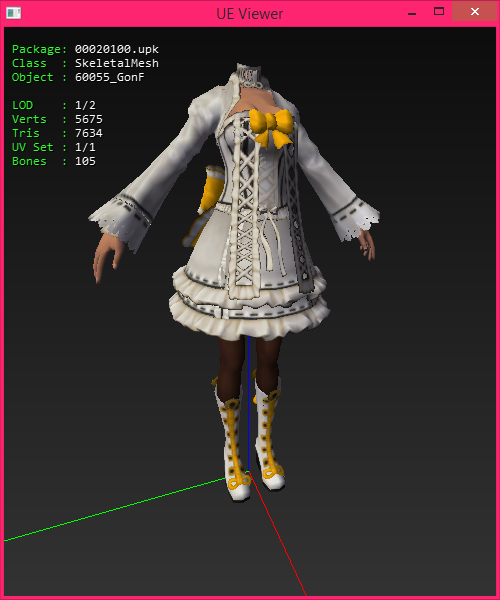 UE Viewer
Package: 00020100.upk
Class : SkeletalMesh
Object : 60055_GonF
LOD : 1/2
Verts : 5675
Tris : 7634
UV Set : 1/1
Bones : 105